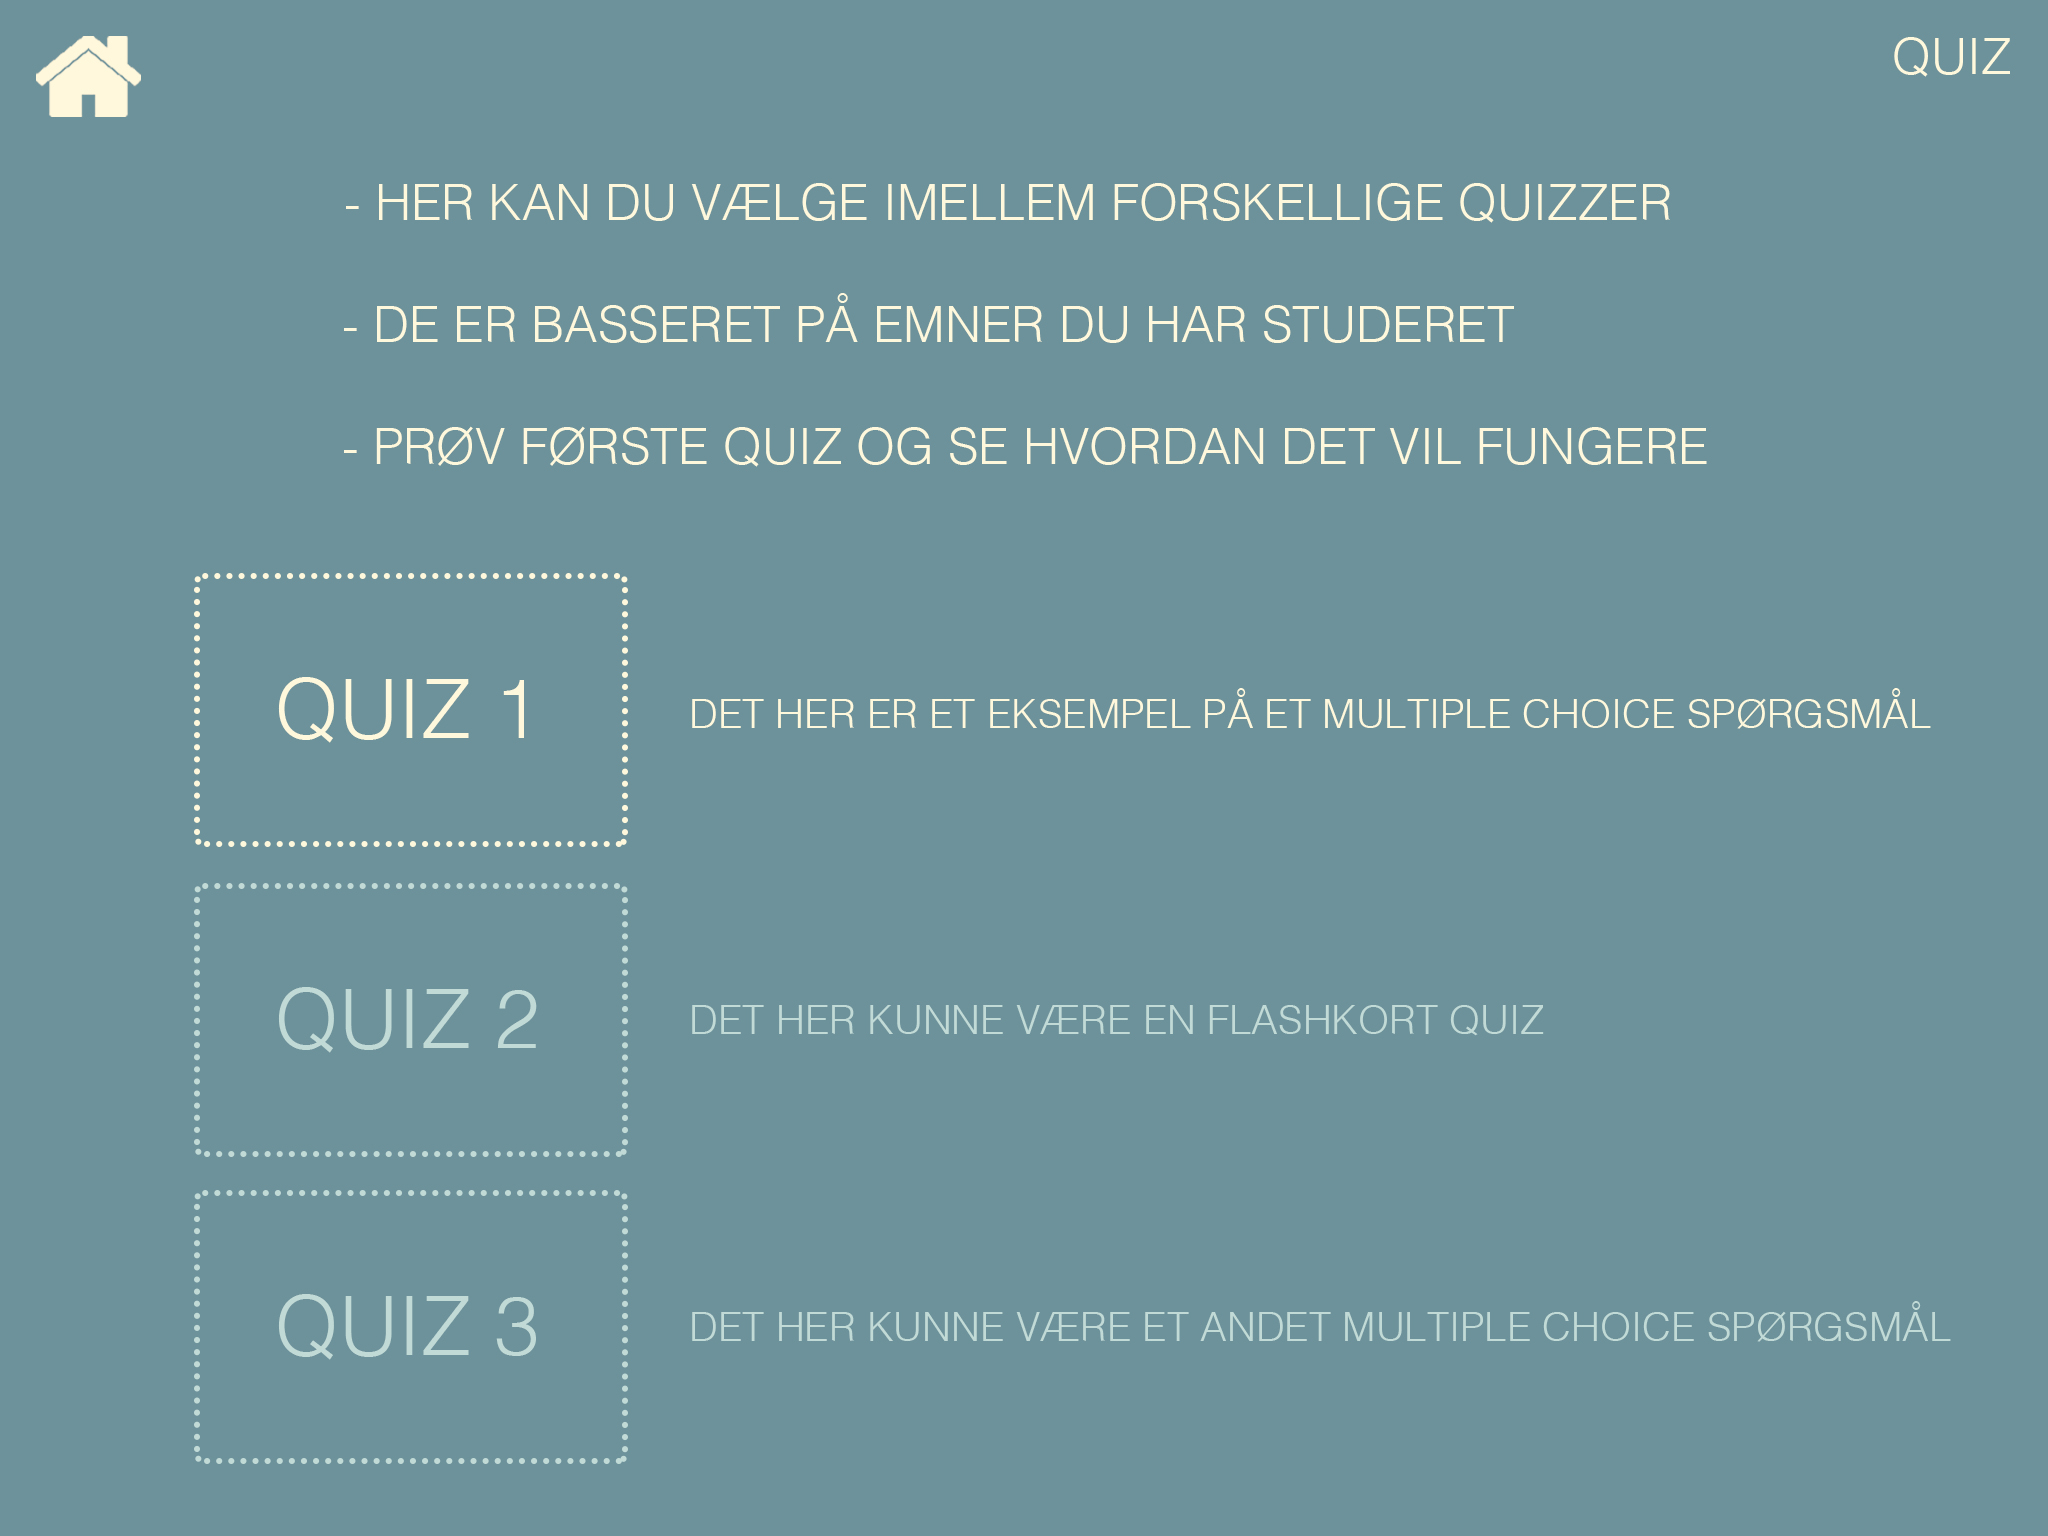 QUIZ
- HER KAN DU VÆLGE IMELLEM FORSKELLIGE QUIZZER
- DE ER BASSERET PÅ EMNER DU HAR STUDERET
- PRØV FØRSTE QUIZ OG SE HVORDAN DET VIL FUNGERE
QUIZ 1
DET HER ER ET EKSEMPEL PÅ ET MULTIPLE CHOICE SPØRGSMÅL
QUIZ 2
DET HER KUNNE VÆRE EN FLASHKORT QUIZ
QUIZ 3
DET HER KUNNE VÆRE ET ANDET MULTIPLE CHOICE SPØRGSMÅL